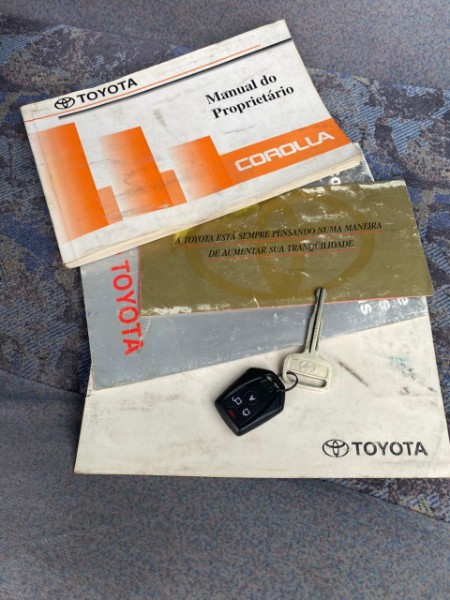 TOYOTA
Manual do
Proprietário
COROLLA
A TOYOTA ESTÁ SEMPRE PENSANDO NUMA MANEIRA
DE AUMENTAR SUA TRANQUILIDADE
TOYOTA
TOYOTA